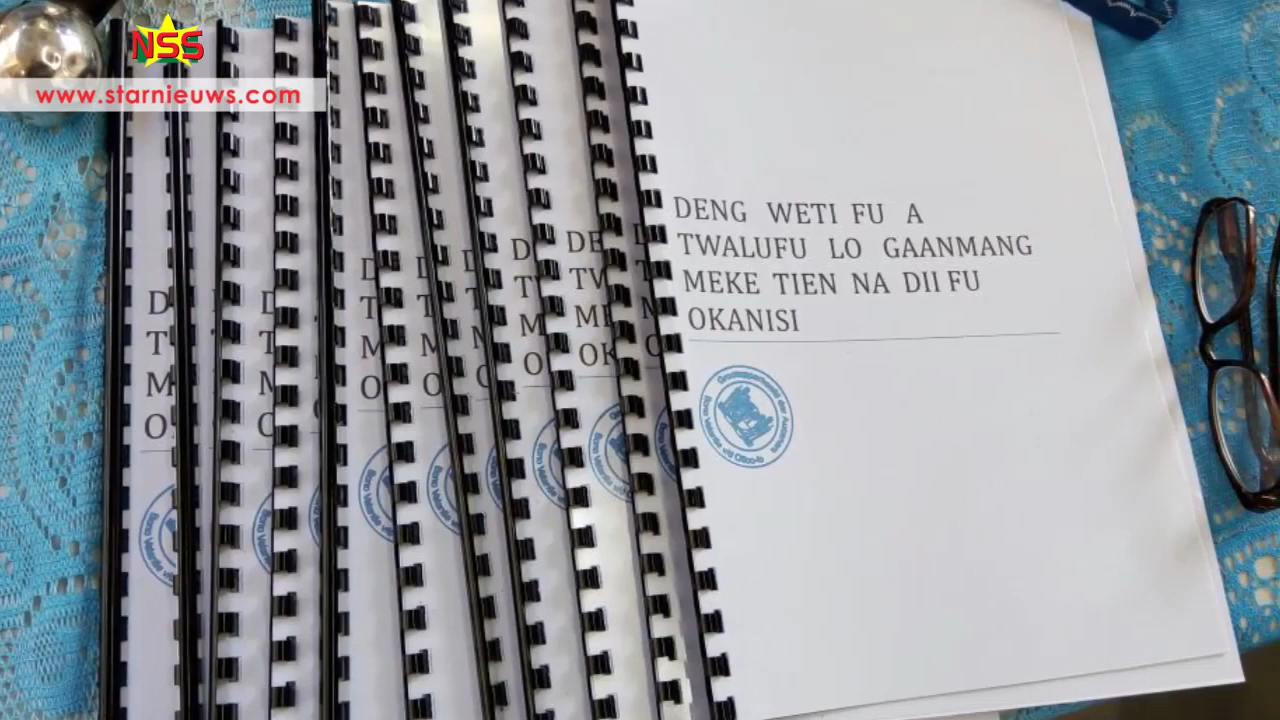 NSS
www.starnieuws.com
DENG WETI FU A
TWALUFU LO GAANMANG
MEKE TIEN NA DII FU
OKANISI